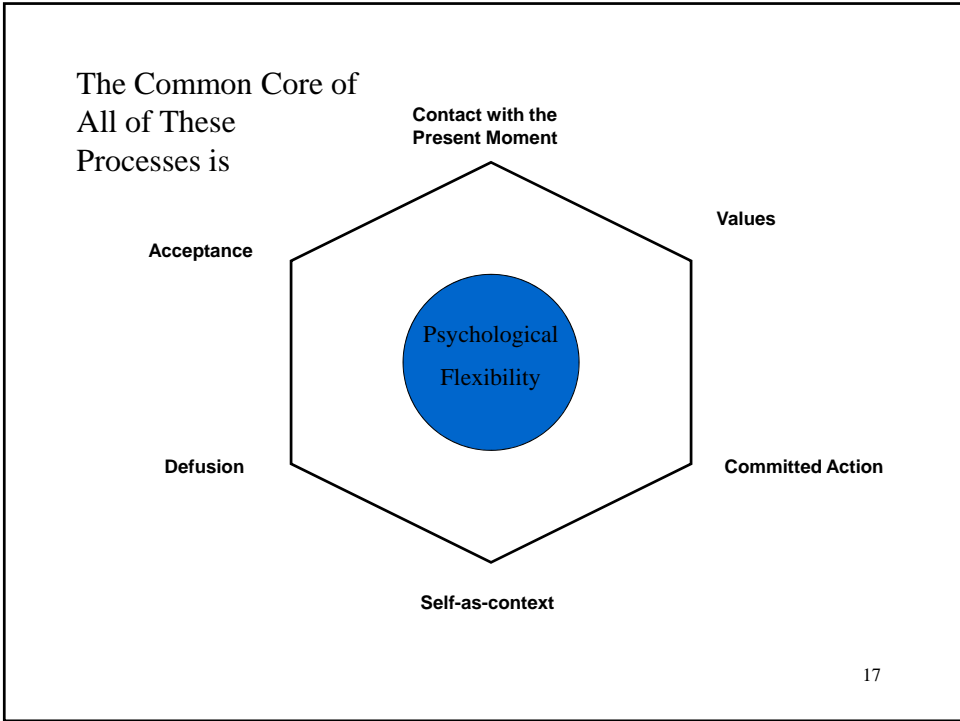 The Common Core of
All of These
Processes is
Contact with the
Present Moment
Values
Acceptance
Psychological
Flexibility
Defusion
Committed Action
Self-as-context
17